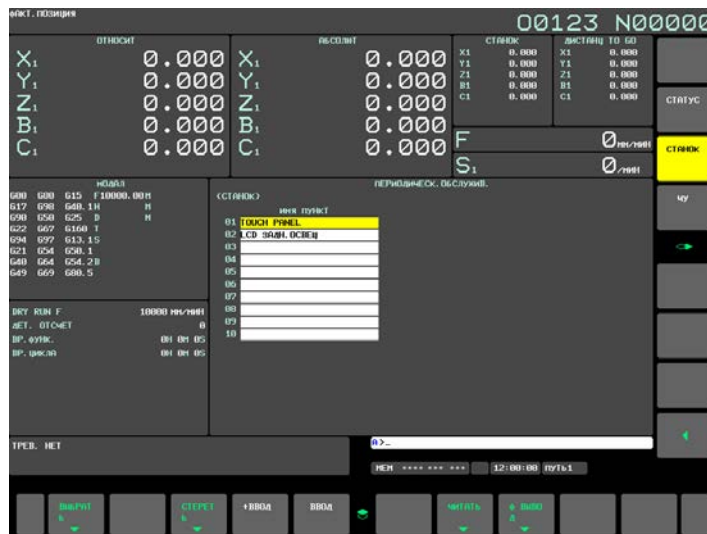 ФАКТ. ПОЗИЦИЯ
O0123 N00000
ОТНОСИТ
X1 0.000
Y1 0.000
Z1 0.000
B1 0.000
C1 0.000
АБСОЛЮТ
X1 0.000
Y1 0.000
Z1 0.000
B1 0.000
C1 0.000
СТАНОК
X1 0.000
Y1 0.000
Z1 0.000
B1 0.000
C1 0.000
ДИСТАНЦ TO GO
X1 0.000
Y1 0.000
Z1 0.000
B1 0.000
C1 0.000
F 0 ММ/МИН
S1 0 /МИН
МОДАЛ
G00 G80 G15 F10000.00 M
G17 G98 G40.1 H M
G90 G50 G25 D M
G22 G67 G160 T
G94 G97 G13.1 S
G21 G54 G50.1
G40 G64 G54.2 B
G49 G69 G80.5
DRY RUN F 10000 ММ/МИН
ДЕТ. ОТСЧЕТ 0
ВР. ФУНК. 0H 0M 0S
ВР. ЦИКЛА 0H 0M 0S
ПЕРИОДИЧЕСК. ОБСЛУЖИВ.
(СТАНОК)
ИМЯ ПУНКТ
01 TOUCH PANEL
02 LCD ЗАДН.ОСВЕЩ
03
04
05
06
07
08
09
10
СТАТУС
СТАНОК
ЧУ
ТРЕВ. НЕТ
A>_
MEM **** *** *** 12:00:00 ПУТЬ1
ВЫБРАТ
Ь
СТЕРЕТ
Ь
+ВВОД
ВВОД
ЧИТАТЬ
Ф ВЫВО
Д